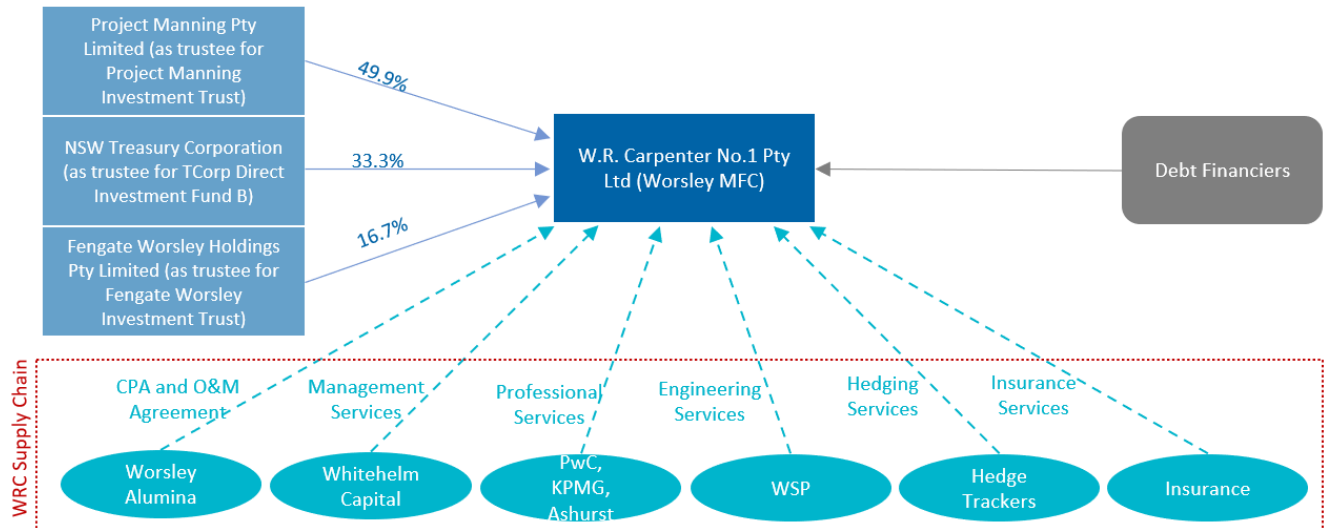 Project Manning Pty
Limited (as trustee for
Project Manning
Investment Trust)
49.9%
NSW Treasury Corporation
(as trustee for TCorp Direct
Investment Fund B)
33.3%
Fengate Worsley Holdings
Pty Limited (as trustee for
Fengate Worsley
Investment Trust)
16.7%
W.R. Carpenter No.1 Pty
Ltd (Worsley MFC)
Debt Financiers
WRC Supply Chain
CPA and O&M
Agreement
Management
Services
Professional
Services
Engineering
Services
Hedging
Services
Insurance
Services
Worsley
Alumina
Whitehelm
Capital
PwC,
KPMG,
Ashurst
WSP
Hedge
Trackers
Insurance